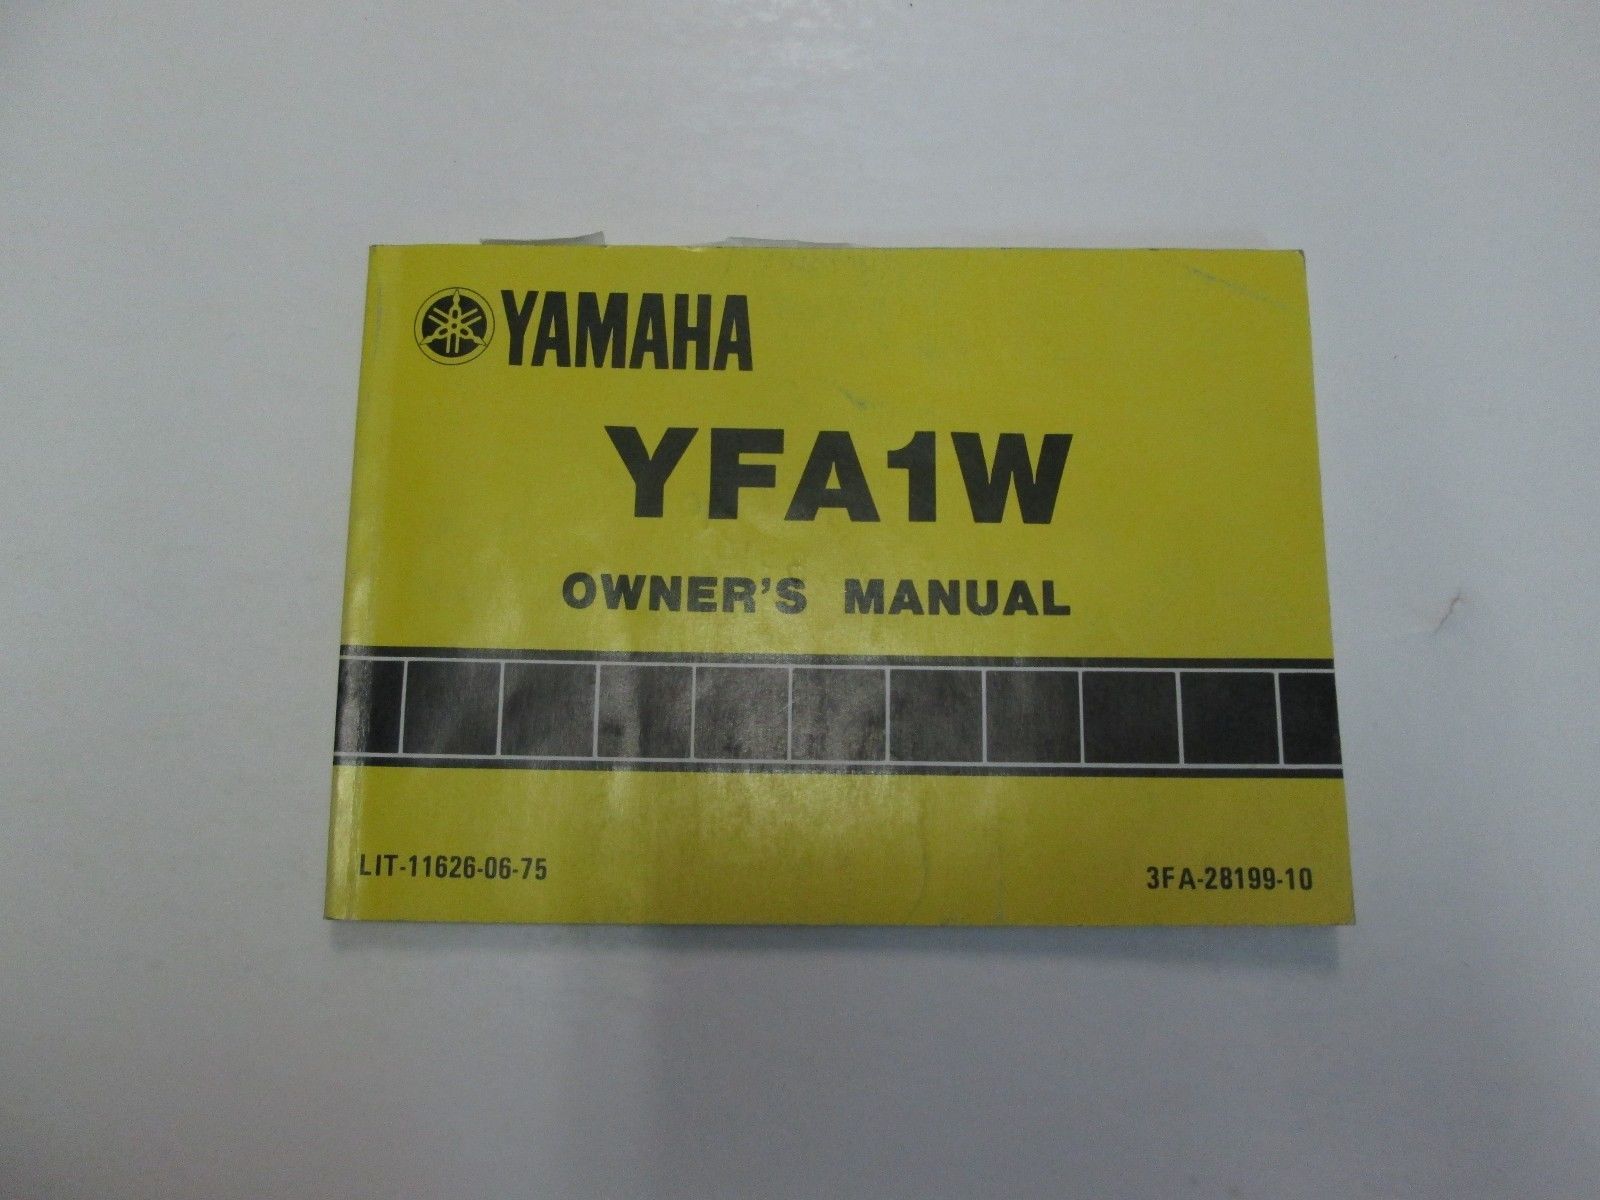 YAMAHA
YFA1W
OWNER'S MANUAL
LIT-11626-06-75
3FA-28199-10